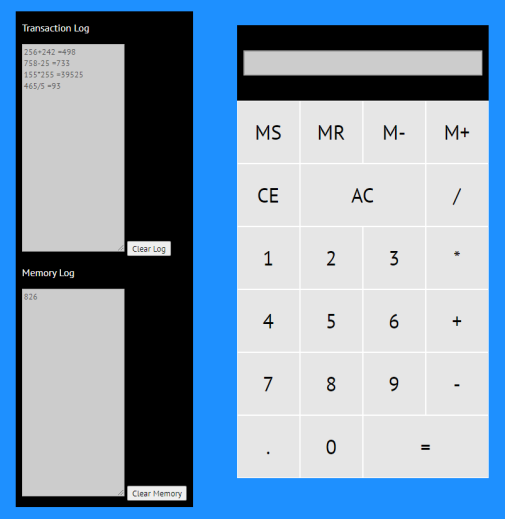 Transaction Log
256+242 =498
758-25 =733
155*255 =39525
465/5 =93
Clear Log
Memory Log
826
Clear Memory
MS MR M- M+
CE AC /
1 2 3 *
4 5 6 +
7 8 9 -
. 0 =